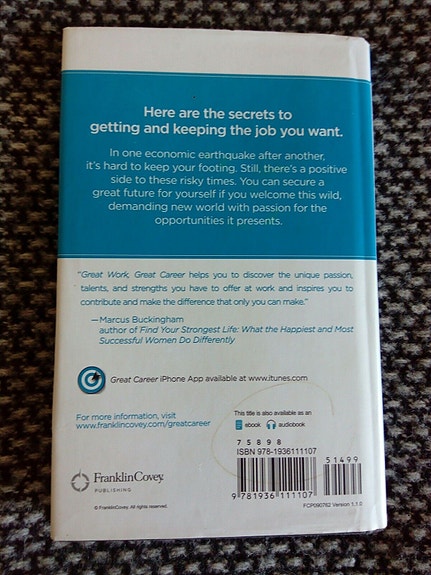 Here are the secrets to
getting and keeping the job you want.
In one economic earthquake after another,
it's hard to keep your footing. Still, there's a positive
side to these risky times. You can secure a
great future for yourself if you welcome this wild,
demanding new world with passion for the
opportunities it presents.
"Great Work, Great Career helps you to discover the unique passion,
talents, and strengths you have to offer at work and inspires you to
contribute and make the difference that only you can make."
—Marcus Buckingham
author of Find Your Strongest Life: What the Happiest and Most
Successful Women Do Differently
Great Career iPhone App available at www.itunes.com
For more information, visit
www.franklincovey.com/greatcareer
This title is also available as an
ebook audiobook
75898
ISBN 978-1936111107
51499
9 781936 111107
FranklinCovey
PUBLISHING
© FranklinCovey. All rights reserved.
FCP090762 Version 1.1.0